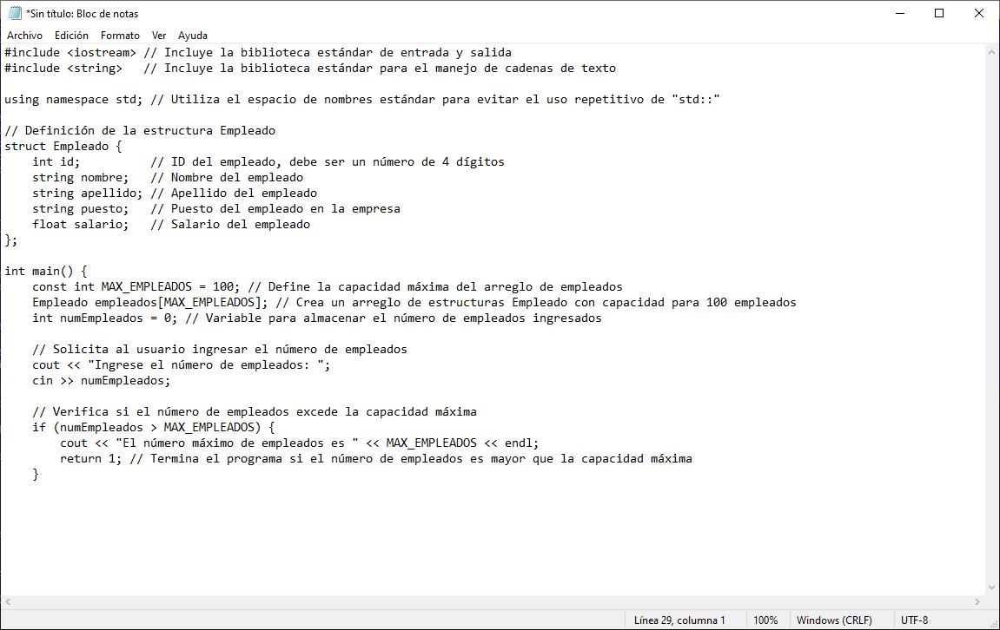 *Sin título: Bloc de notas
Archivo Edición Formato Ver Ayuda
#include <iostream> // Incluye la biblioteca estándar de entrada y salida
#include <string>   // Incluye la biblioteca estándar para el manejo de cadenas de texto

using namespace std; // Utiliza el espacio de nombres estándar para evitar el uso repetitivo de "std::"

// Definición de la estructura Empleado
struct Empleado {
    int id;          // ID del empleado, debe ser un número de 4 dígitos
    string nombre;   // Nombre del empleado
    string apellido; // Apellido del empleado
    string puesto;   // Puesto del empleado en la empresa
    float salario;   // Salario del empleado
};

int main() {
    const int MAX_EMPLEADOS = 100; // Define la capacidad máxima del arreglo de empleados
    Empleado empleados[MAX_EMPLEADOS]; // Crea un arreglo de estructuras Empleado con capacidad para 100 empleados
    int numEmpleados = 0; // Variable para almacenar el número de empleados ingresados

    // Solicita al usuario ingresar el número de empleados
    cout << "Ingrese el número de empleados: ";
    cin >> numEmpleados;

    // Verifica si el número de empleados excede la capacidad máxima
    if (numEmpleados > MAX_EMPLEADOS) {
        cout << "El número máximo de empleados es " << MAX_EMPLEADOS << endl;
        return 1; // Termina el programa si el número de empleados es mayor que la capacidad máxima
    }
Línea 29, columna 1 100% Windows (CRLF) UTF-8